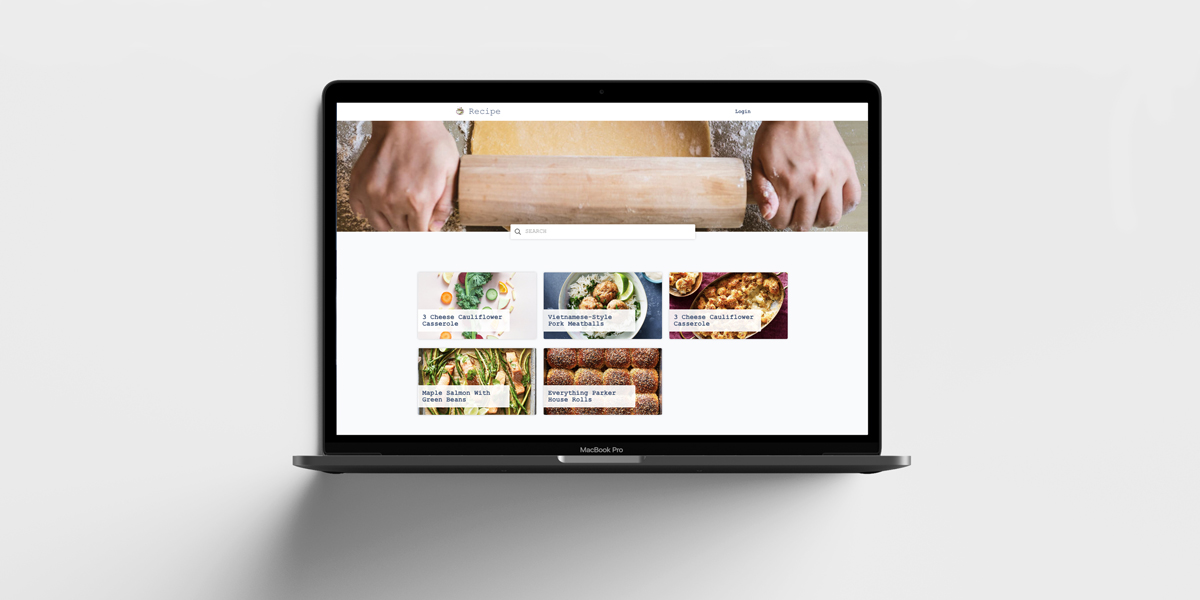 Recipe
Login
SEARCH
3 Cheese Cauliflower
Casserole
Vietnamese-Style
Pork Meatballs
3 Cheese Cauliflower
Casserole
Maple Salmon With
Green Beans
Everything Parker
House Rolls
MacBook Pro